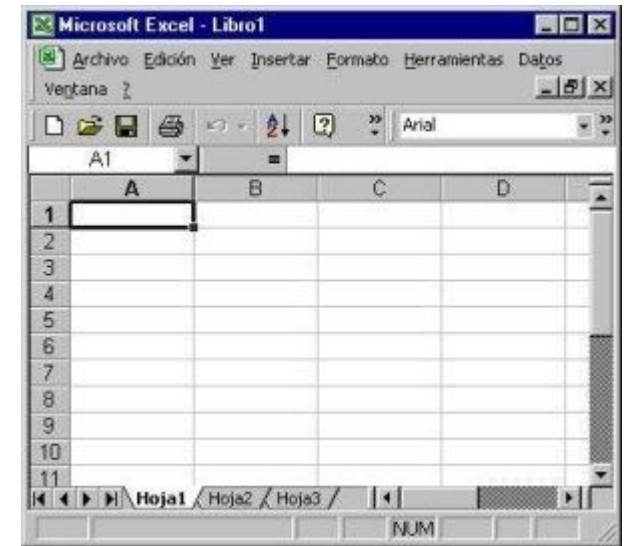 Microsoft Excel - Libro1
Archivo Edición Ver Insertar Formato Herramientas Datos
Ventana ?
Arial
A1 =
A B C D
1
2
3
4
5
6
7
8
9
10
11
Hoja1 Hoja2 Hoja3
NUM